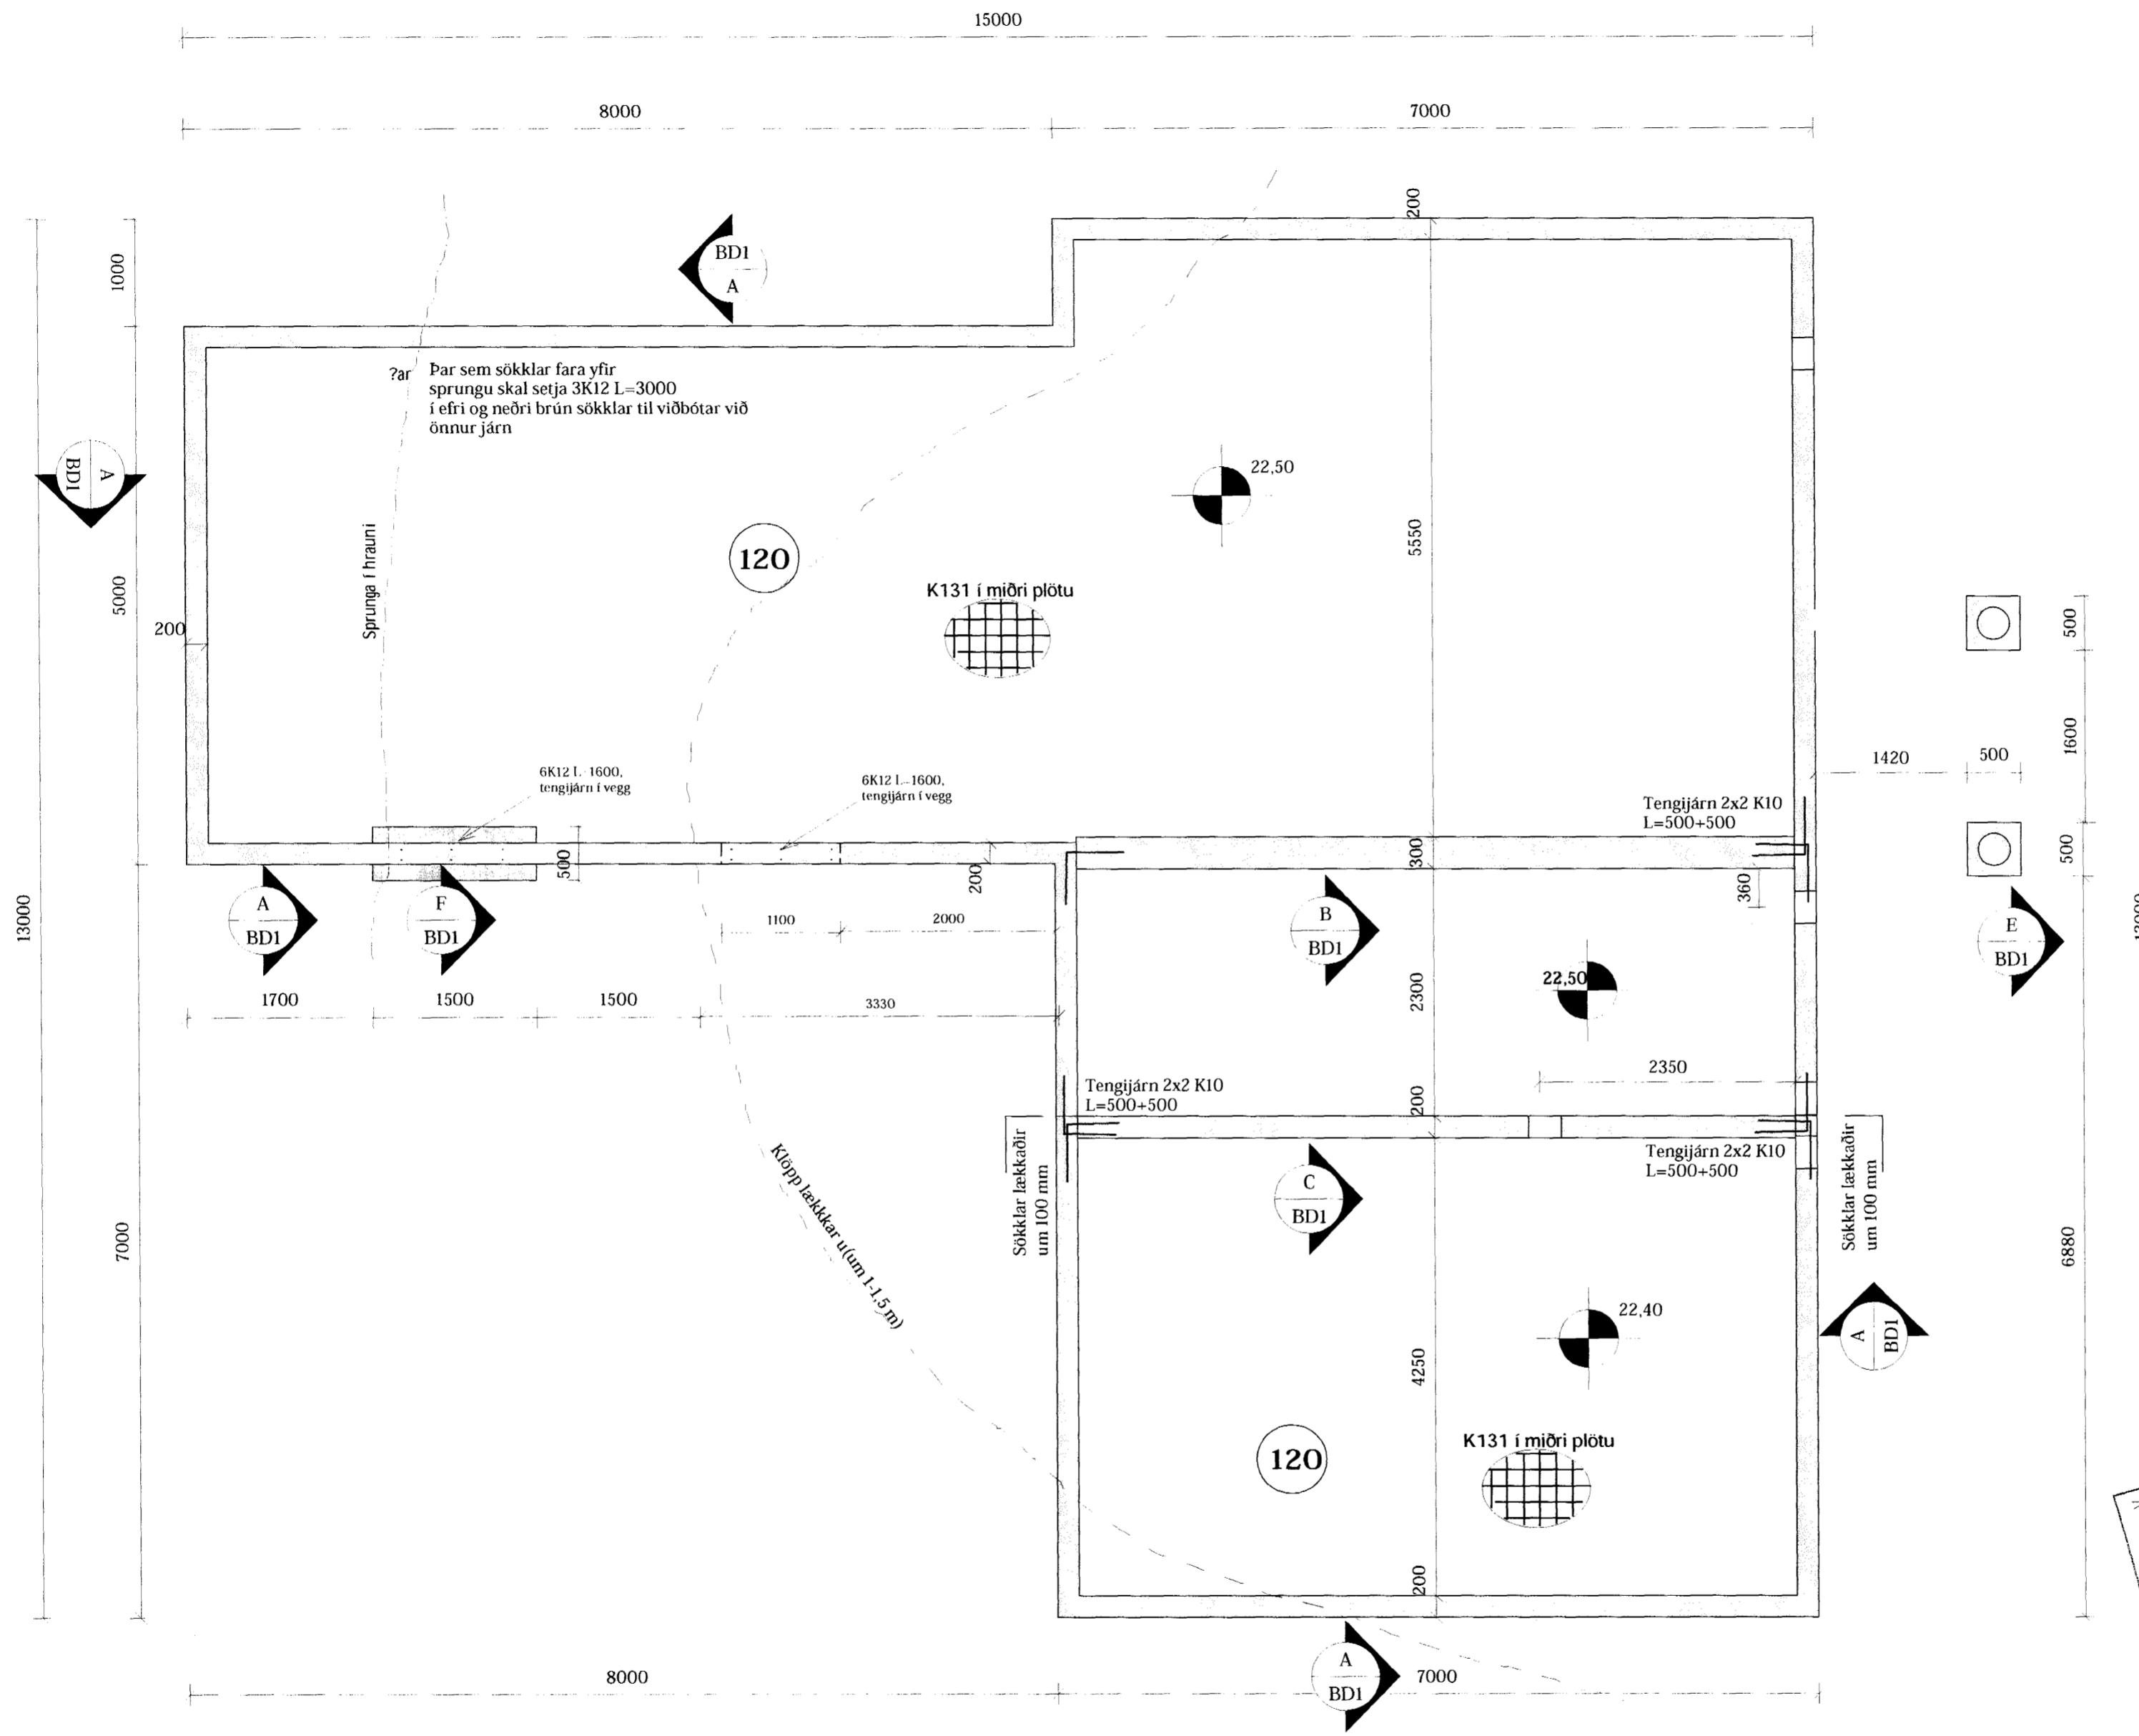 15000
8000
7000
200
1000
BD1
A
?ar
Þar sem sökklar fara yfir
sprungu skal setja 3K12 L=3000
í efri og neðri brún sökklar til viðbótar við
önnur járn
A
BD1
22,50
Sprunga í hrauni
120
5550
K131 í miðri plötu
5000
200
500
1600
1420
500
6K12 L-1600,
tengijárn í vegg
6K12 L-1600,
tengijárn í vegg
Tengijárn 2x2 K10
L=500+500
500
200
300
360
500
13000
A
BD1
F
BD1
1100
2000
B
BD1
E
BD1
1700
1500
1500
3330
2300
22,50
2350
Tengijárn 2x2 K10
L=500+500
200
Sökklar lækkaðir
um 100 mm
Tengijárn 2x2 K10
L=500+500
Sökklar lækkaðir
um 100 mm
Klöpp lækkkar u(um 1-1,5 m)
C
BD1
7000
6880
22,40
A
BD1
4250
K131 í miðri plötu
120
200
8000
A
BD1
7000